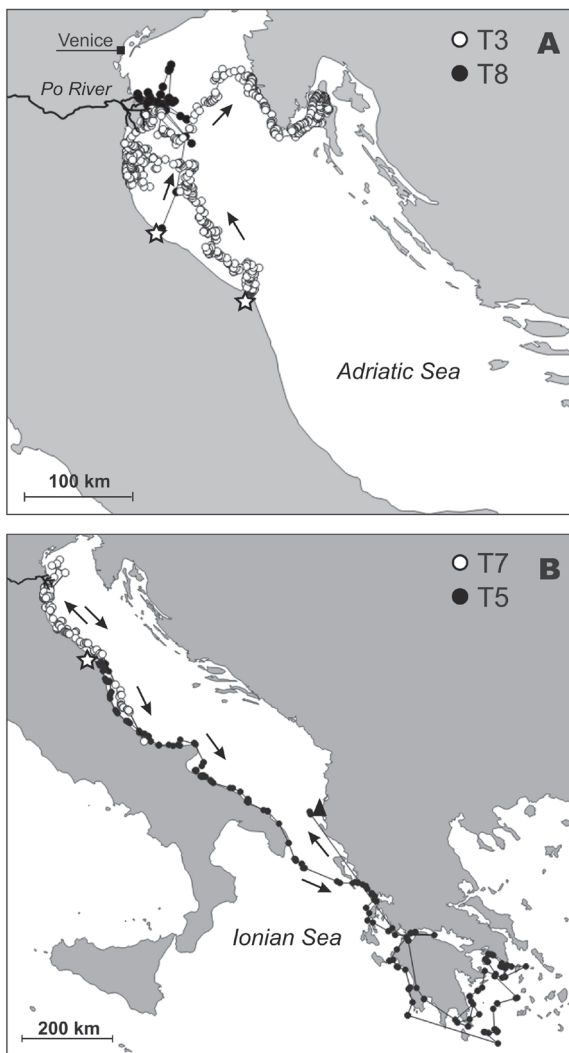 T3
A
Venice
T8
Po River
Adriatic Sea
100 km
T7
B
T5
Ionian Sea
200 km